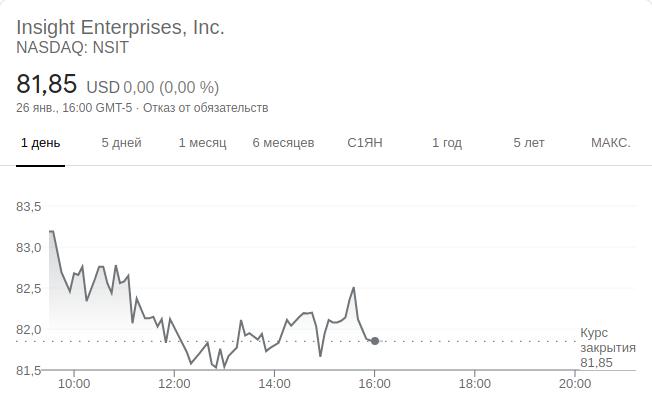 Insight Enterprises, Inc.
NASDAQ: NSIT
81,85 USD 0,00 (0,00 %)
26 янв., 16:00 GMT-5 · Отказ от обязательств
1 день 5 дней 1 месяц 6 месяцев С1ЯН 1 год 5 лет МАКС.
83,5
83,0
82,5
82,0
Курс
закрытия
81,85
81,5
10:00 12:00 14:00 16:00 18:00 20:00